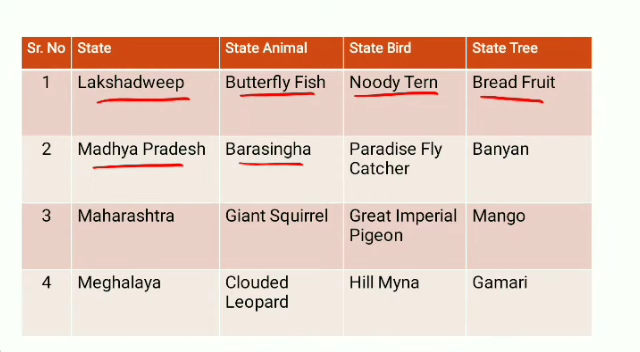 Sr. No State State Animal State Bird State Tree
1 Lakshadweep Butterfly Fish Noody Tern Bread Fruit
2 Madhya Pradesh Barasingha Paradise Fly Banyan
Catcher
3 Maharashtra Giant Squirrel Great Imperial Mango
Pigeon
4 Meghalaya Clouded Hill Myna Gamari
Leopard